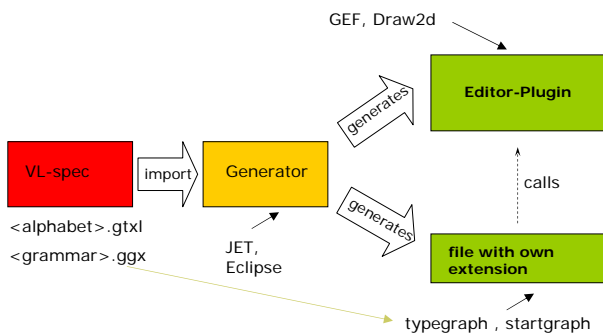 GEF, Draw2d
Editor-Plugin
generates
VL-spec
import
Generator
calls
generates
<alphabet>.gtxl
<grammar>.ggx
JET,
Eclipse
file with own
extension
typegraph , startgraph